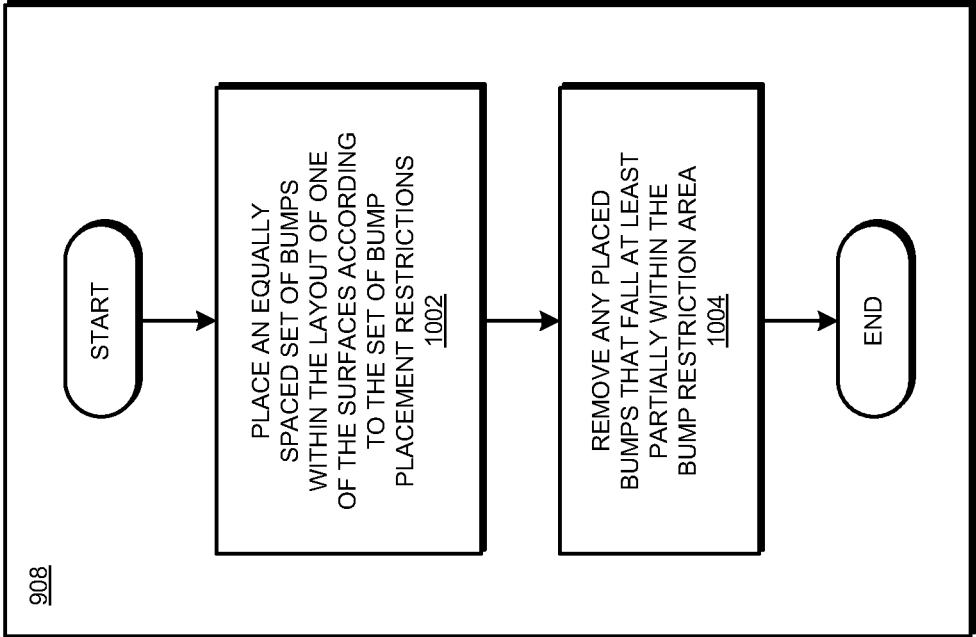 908
START
PLACE AN EQUALLY
SPACED SET OF BUMPS
WITHIN THE LAYOUT OF ONE
OF THE SURFACES ACCORDING
TO THE SET OF BUMP
PLACEMENT RESTRICTIONS
1002
REMOVE ANY PLACED
BUMPS THAT FALL AT LEAST
PARTIALLY WITHIN THE
BUMP RESTRICTION AREA
1004
END